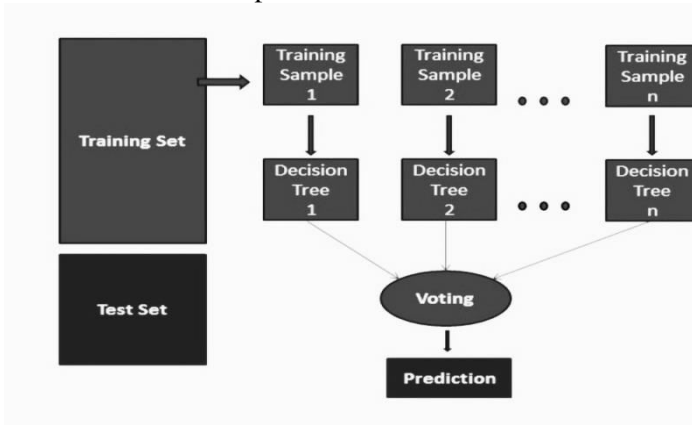 Training Set
Test Set
Training
Sample
1
Training
Sample
2
Training
Sample
n
Decision
Tree
1
Decision
Tree
2
Decision
Tree
n
Voting
Prediction